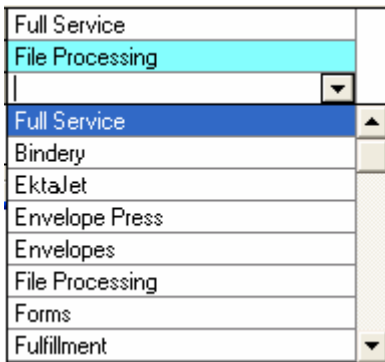 Full Service
File Processing
Full Service
Bindery
EktaJet
Envelope Press
Envelopes
File Processing
Forms
Fulfillment